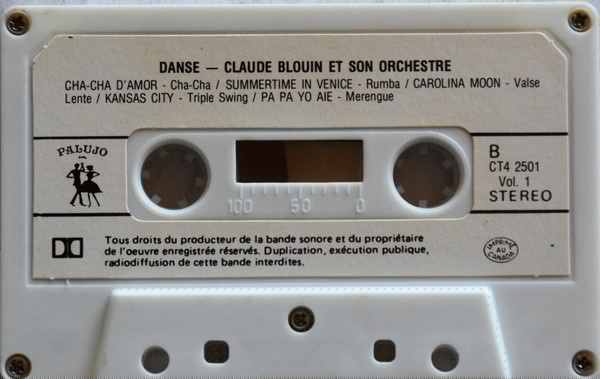 DANSE — CLAUDE BLOUIN ET SON ORCHESTRE
CHA-CHA D'AMOR - Cha-Cha / SUMMERTIME IN VENICE - Rumba / CAROLINA MOON - Valse
Lente / KANSAS CITY - Triple Swing / PA PA YO AIE - Merengue
PALUJO
B
CT4 2501
Vol. 1
STEREO
100 50 0
Tous droits du producteur de la bande sonore et du propriétaire
de l'oeuvre enregistrée réservés. Duplication, exécution publique,
radiodiffusion de cette bande interdites.
IMPRIMÉ
AU
CANADA